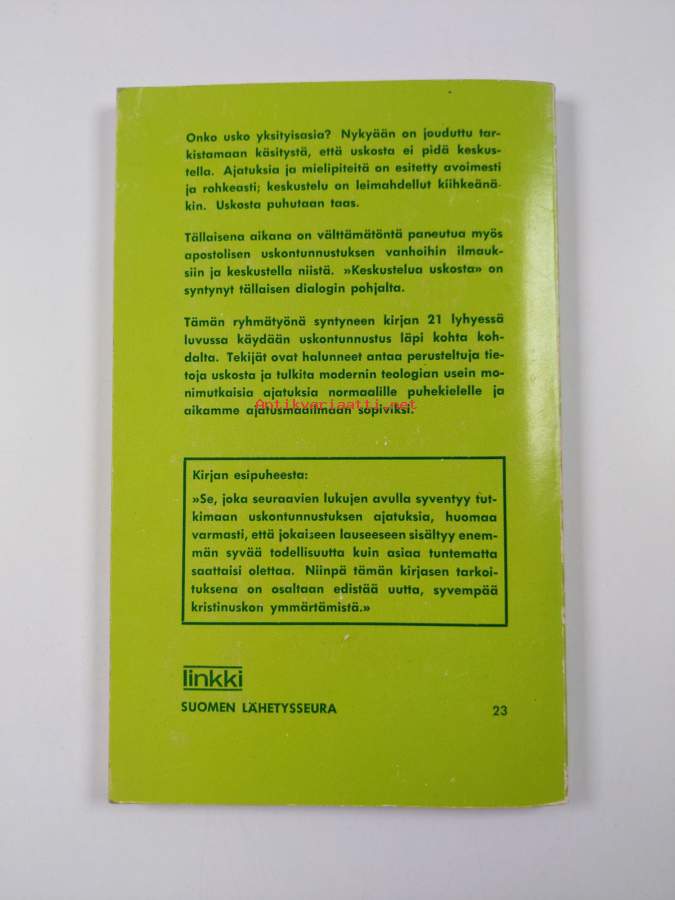 Onko usko yksityisasia? Nykyään on jouduttu tar-
kistamaan käsitystä, että uskosta ei pidä keskus-
tella. Ajatuksia ja mielipiteitä on esitetty avoimesti
ja rohkeasti; keskustelu on leimahdellut kiihkeänä-
kin. Uskosta puhutaan taas.
Tällaisena aikana on välttämätöntä paneutua myös
apostolisen uskontunnustuksen vanhoihin ilmauk-
siin ja keskustella niistä. »Keskustelua uskosta» on
syntynyt tällaisen dialogin pohjalta.
Tämän ryhmätyönä syntyneen kirjan 21 lyhyessä
luvussa käydään uskontunnustus läpi kohta koh-
dalta. Tekijät ovat halunneet antaa perusteltuja tie-
toja uskosta ja tulkita modernin teologian usein mo-
nimutkaisia ajatuksia normaalille puhekielelle ja
aikamme ajatusmaailmaan sopiviksi.
Antikvariaatti.net
Kirjan esipuheesta:
»Se, joka seuraavien lukujen avulla syventyy tut-
kimaan uskontunnustuksen ajatuksia, huomaa
varmasti, että jokaiseen lauseeseen sisältyy enem-
män syvää todellisuutta kuin asiaa tuntematta
saattaisi olettaa. Niinpä tämän kirjasen tarkoi-
tuksena on osaltaan edistää uutta, syvempää
kristinuskon ymmärtämistä.»
linkki
SUOMEN LÄHETYSSEURA 23